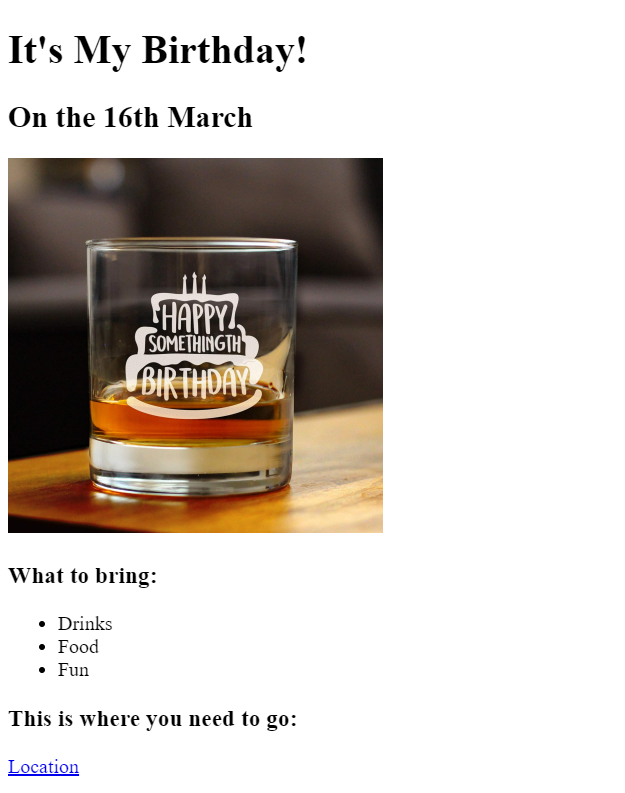 It's My Birthday!
On the 16th March
HAPPY
SOMETHINGTH
BIRTHDAY
What to bring:
Drinks
Food
Fun
This is where you need to go:
Location